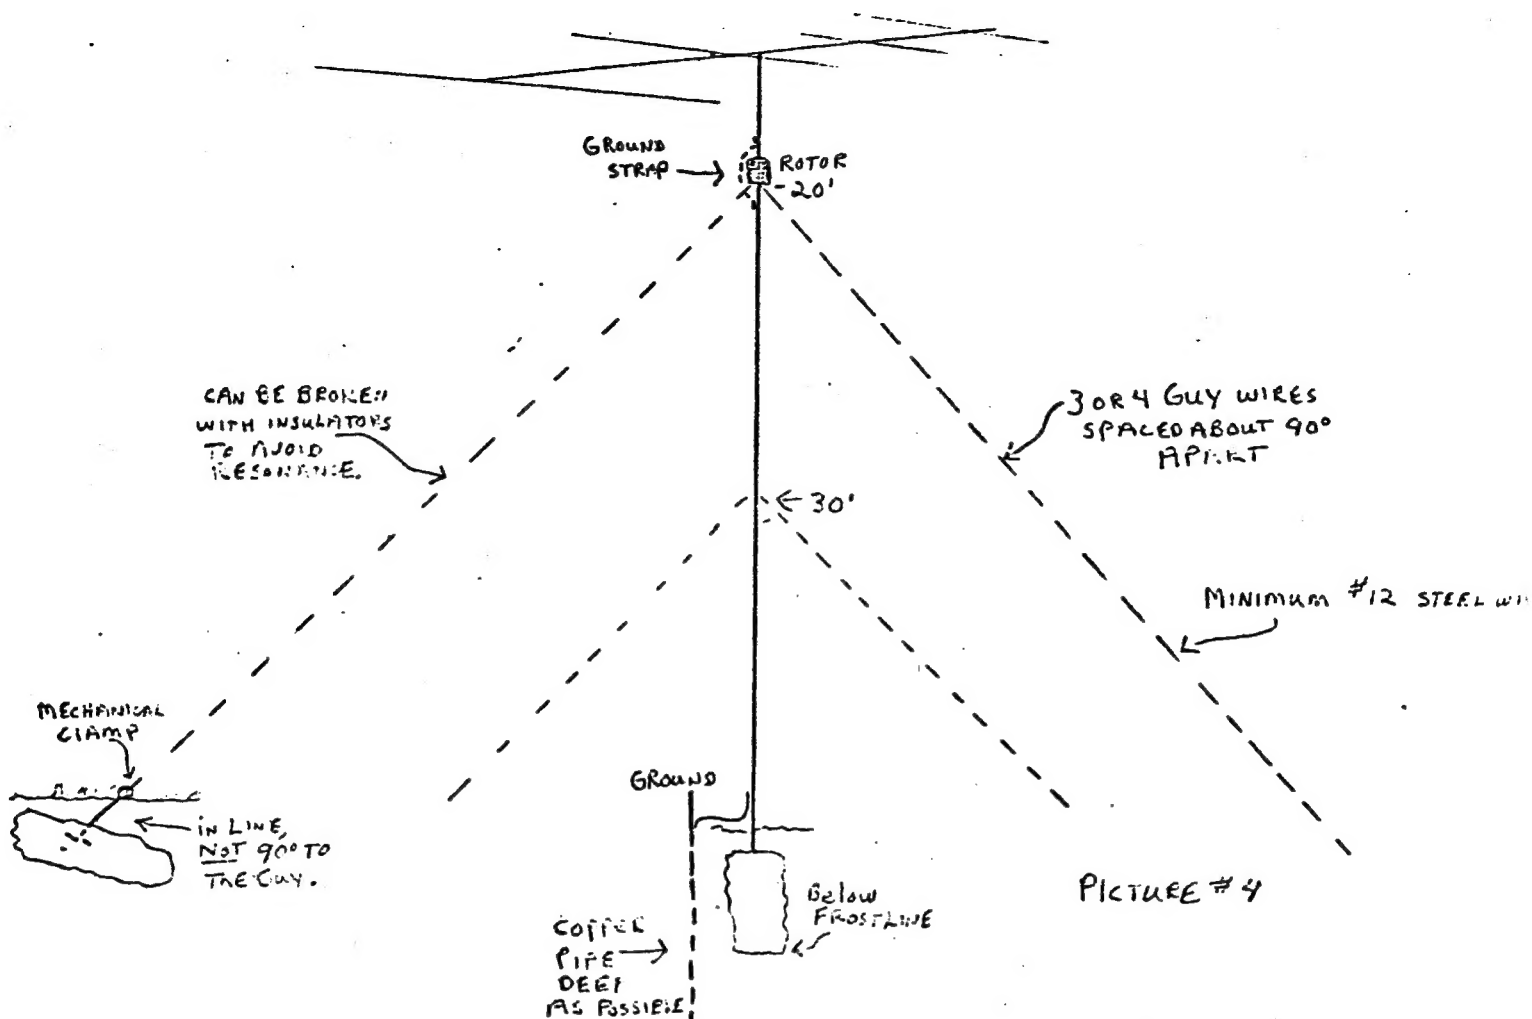 GROUND
STRAP
ROTOR
-20'
CAN BE BROKEN
WITH INSULATORS
TO AVOID
RESONANCE.
3 OR 4 GUY WIRES
SPACED ABOUT 90°
APART
30'
MINIMUM #12 STEEL
MECHANICAL
CLAMP
GROUND
IN LINE,
NOT 90° TO
THE GUY.
PICTURE #4
Below
FROSTLINE
COPPER
PIPE
DEEP
AS POSSIBLE